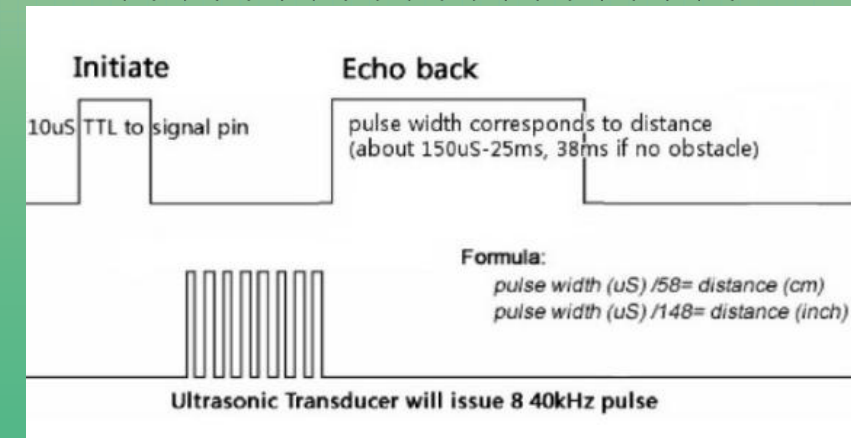 Initiate
Echo back
10uS TTL to signal pin
pulse width corresponds to distance
(about 150uS-25ms, 38ms if no obstacle)
Formula:
pulse width (uS) /58= distance (cm)
pulse width (uS) /148= distance (inch)
Ultrasonic Transducer will issue 8 40kHz pulse